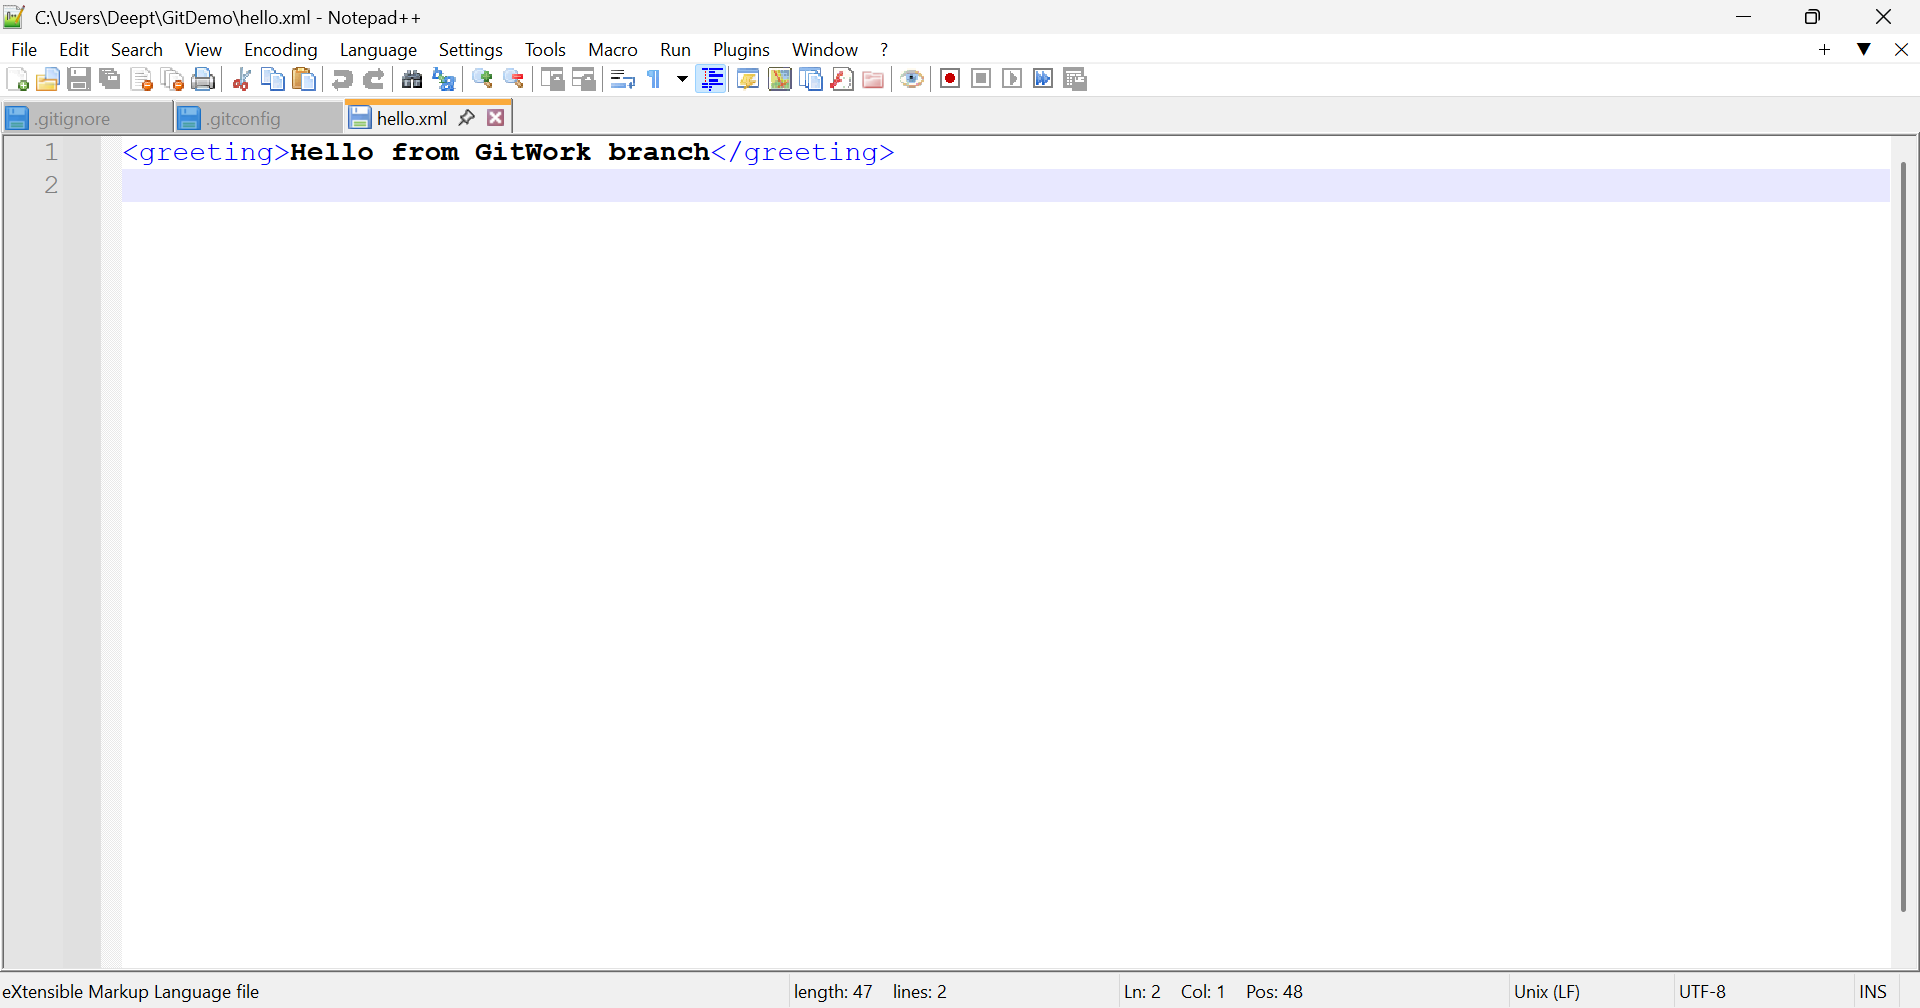 C:\Users\Deept\GitDemo\hello.xml - Notepad++
File Edit Search View Encoding Language Settings Tools Macro Run Plugins Window ?
.gitignore .gitconfig hello.xml
1 <greeting>Hello from GitWork branch</greeting>
2
eXtensible Markup Language file length: 47 lines: 2 Ln: 2 Col: 1 Pos: 48 Unix (LF) UTF-8 INS